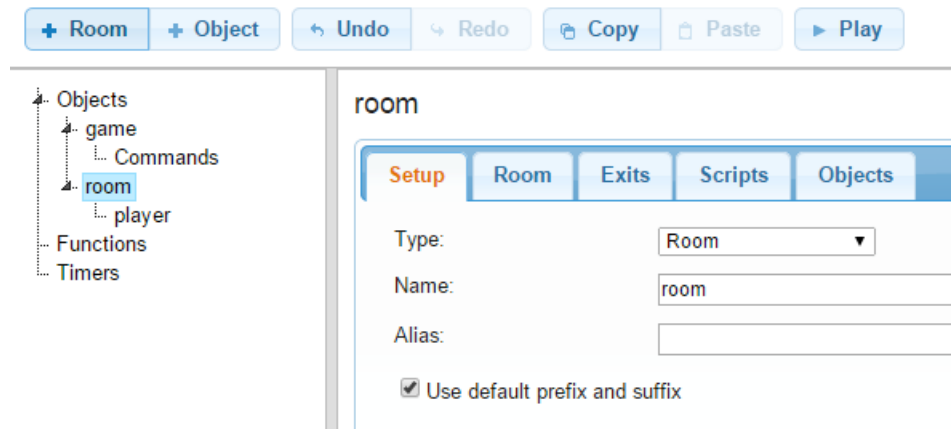 Room Object Undo Redo Copy Paste Play
Objects
game
Commands
room
player
Functions
Timers
room
Setup Room Exits Scripts Objects
Type: Room
Name: room
Alias:
Use default prefix and suffix